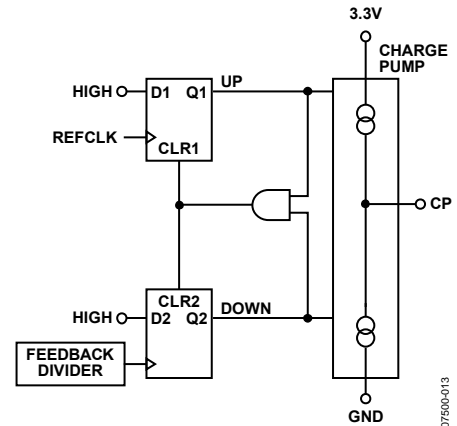 3.3V
CHARGE
PUMP
UP
HIGH
D1 Q1
REFCLK
CLR1
CP
CLR2
DOWN
HIGH
D2 Q2
FEEDBACK
DIVIDER
GND
07500-013